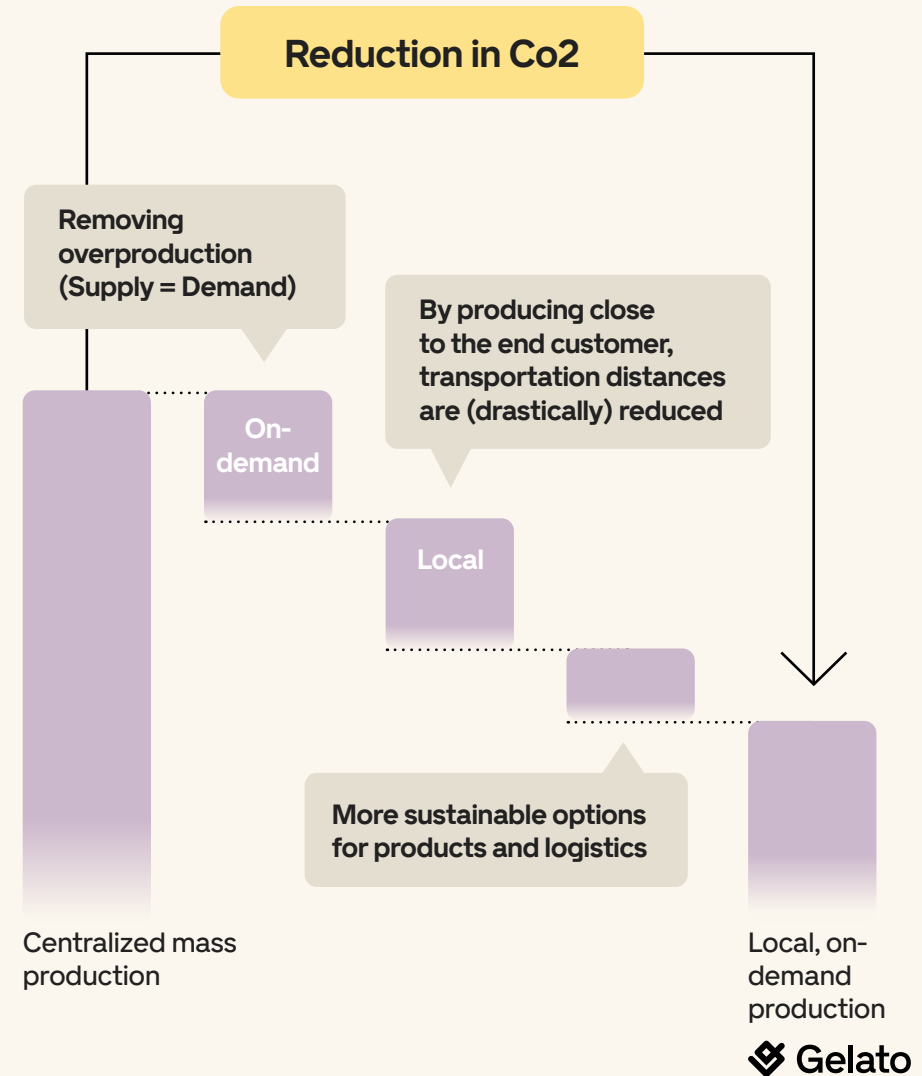 Reduction in Co2
Removing
overproduction
(Supply = Demand)
By producing close
to the end customer,
transportation distances
are (drastically) reduced
On-
demand
Local
More sustainable options
for products and logistics
Centralized mass
production
Local, on-
demand
production
Gelato